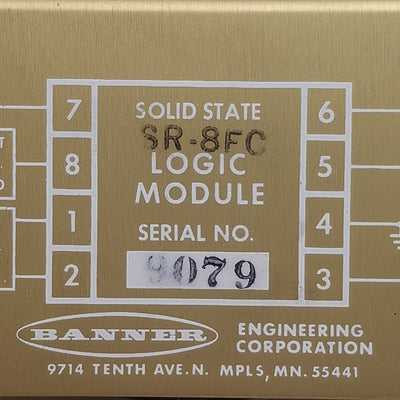 7 SOLID STATE 6
SR-8FC
8 LOGIC 5
MODULE
1 SERIAL NO. 4
2 9079 3
BANNER ENGINEERING
CORPORATION
9714 TENTH AVE.N. MPLS, MN. 55441